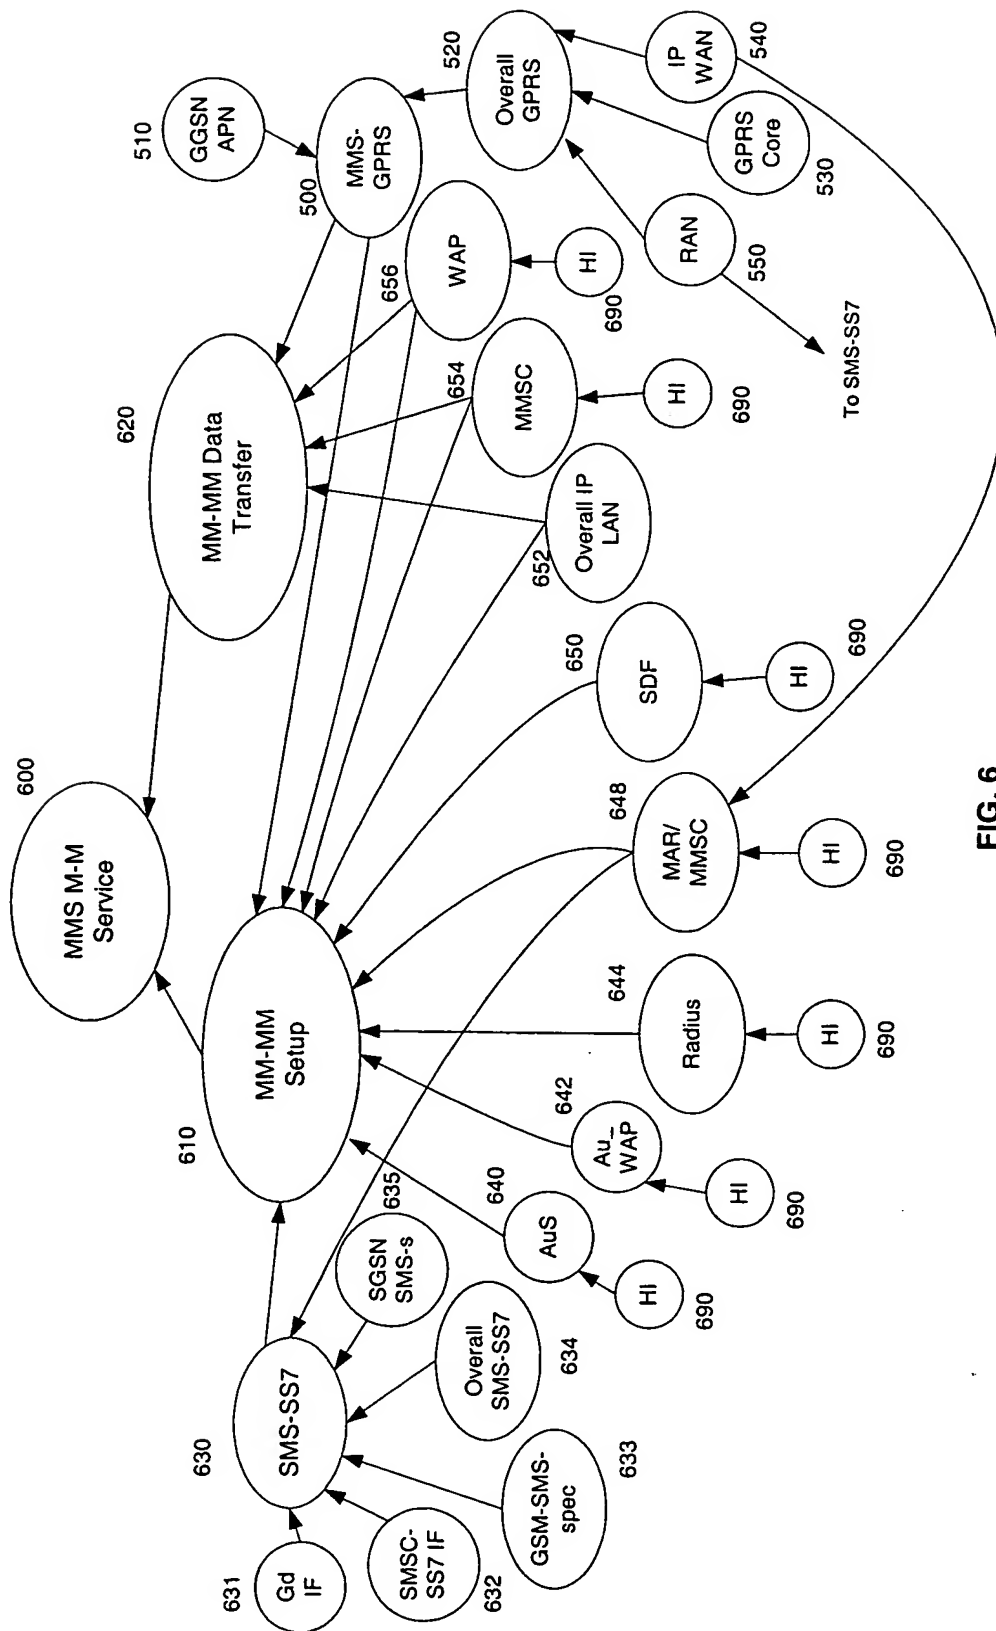 600
MMS M-M
Service
610
MM-MM
Setup
620
MM-MM Data
Transfer
630
SMS-SS7
631
Gd
IF
SMSC-
SS7 IF
632
GSM-SMS-
spec
633
Overall
SMS-SS7
634
SGSN
SMS-s
635
640
AuS
HI
690
642
Au_
WAP
HI
690
644
Radius
HI
690
648
MAR/
MMSC
HI
690
650
SDF
HI
690
652
Overall IP
LAN
654
MMSC
HI
690
656
WAP
HI
690
500
MMS-
GPRS
510
GGSN
APN
520
Overall
GPRS
RAN
550
To SMS-SS7
GPRS
Core
530
IP
WAN
540
FIG. 6